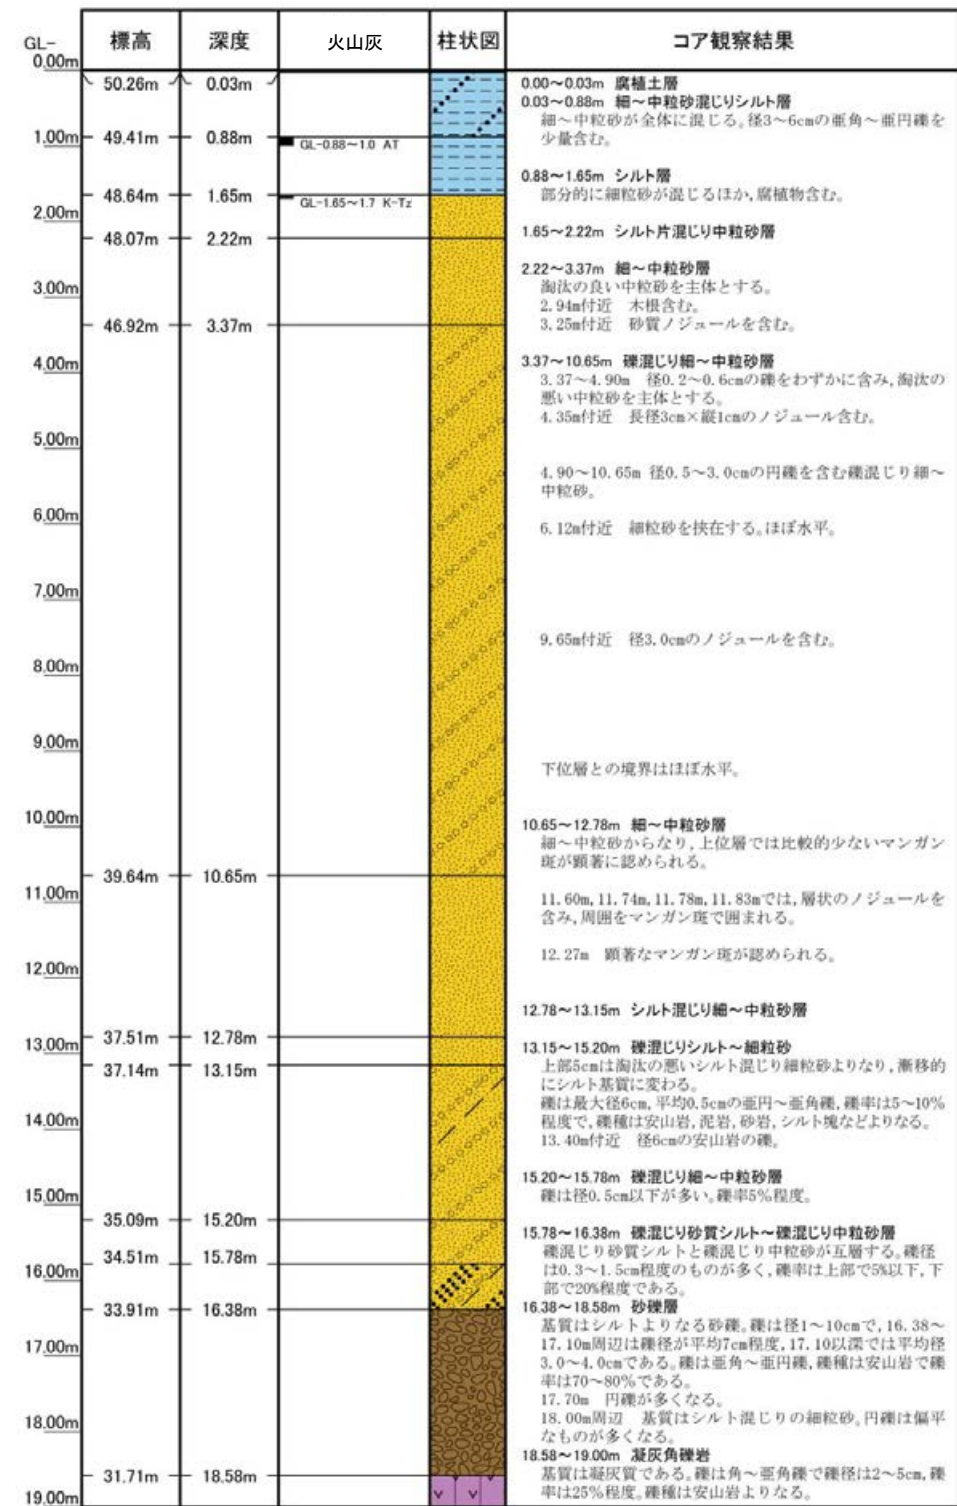 GL-
0.00m
標高 深度 火山灰 柱状図 コア観察結果
50.26m 0.03m
1.00m
49.41m 0.88m
GL-0.88～1.0 AT
48.64m 1.65m
GL-1.65～1.7 K-Tz
2.00m
48.07m 2.22m
3.00m
46.92m 3.37m
4.00m
5.00m
6.00m
7.00m
8.00m
9.00m
10.00m
39.64m 10.65m
11.00m
12.00m
37.51m 12.78m
13.00m
37.14m 13.15m
14.00m
15.00m
35.09m 15.20m
34.51m 15.78m
16.00m
33.91m 16.38m
17.00m
18.00m
31.71m 18.58m
19.00m
0.00～0.03m 腐植土層
0.03～0.88m 細～中粒砂混じりシルト層
細～中粒砂が全体に混じる。径3～6cmの亜角～亜円礫を
少量含む。
0.88～1.65m シルト層
部分的に細粒砂が混じるほか、腐植物含む。
1.65～2.22m シルト片混じり中粒砂層
2.22～3.37m 細～中粒砂層
淘汰の良い中粒砂を主体とする。
2.94m付近 木根含む。
3.25m付近 砂質ノジュールを含む。
3.37～10.65m 礫混じり細～中粒砂層
3.37～4.90m 径0.2～0.6cmの礫をわずかに含み,淘汰の
悪い中粒砂を主体とする。
4.35m付近 長径3cm×縦1cmのノジュール含む。
4.90～10.65m 径0.5～3.0cmの円礫を含む礫混じり細～
中粒砂。
6.12m付近 細粒砂を挟在する。ほぼ水平。
9.65m付近 径3.0cmのノジュールを含む。
下位層との境界はほぼ水平。
10.65～12.78m 細～中粒砂層
細～中粒砂からなり,上位層では比較的少ないマンガン
斑が顕著に認められる。
11.60m,11.74m,11.78m,11.83mでは,層状のノジュールを
含み,周囲をマンガン斑で囲まれる。
12.27m 顕著なマンガン斑が認められる。
12.78～13.15m シルト混じり細～中粒砂層
13.15～15.20m 礫混じりシルト～細粒砂
上部5cmは淘汰の悪いシルト混じり細粒砂よりなり,漸移的
にシルト基質に変わる。
礫は最大径6cm,平均0.5cmの亜円～亜角礫,礫率は5～10%
程度で,礫種は安山岩,泥岩,砂岩,シルト塊などよりなる。
13.40m付近 径6cmの安山岩の礫。
15.20～15.78m 礫混じり細～中粒砂層
礫は径0.5cm以下が多い。礫率5%程度。
15.78～16.38m 礫混じり砂質シルト～礫混じり中粒砂層
礫混じり砂質シルトと礫混じり中粒砂が互層する。礫径
は0.3～1.5cm程度のものが多く,礫率は上部で5%以下,下
部で20%程度である。
16.38～18.58m 砂礫層
基質はシルトよりなる砂礫。礫は径1～10cmで,16.38～
17.10m周辺は礫径が平均7cm程度,17.10以深では平均径
3.0～4.0cmである。礫は亜角～亜円礫,礫種は安山岩で礫
率は70～80%である。
17.70m 円礫が多くなる。
18.00m周辺 基質はシルト混じりの細粒砂。円礫は偏平
なものが多くなる。
18.58～19.00m 凝灰角礫岩
基質は凝灰質である。礫は角～亜角礫で礫径は2～5cm,礫
率は25%程度。礫種は安山岩よりなる。